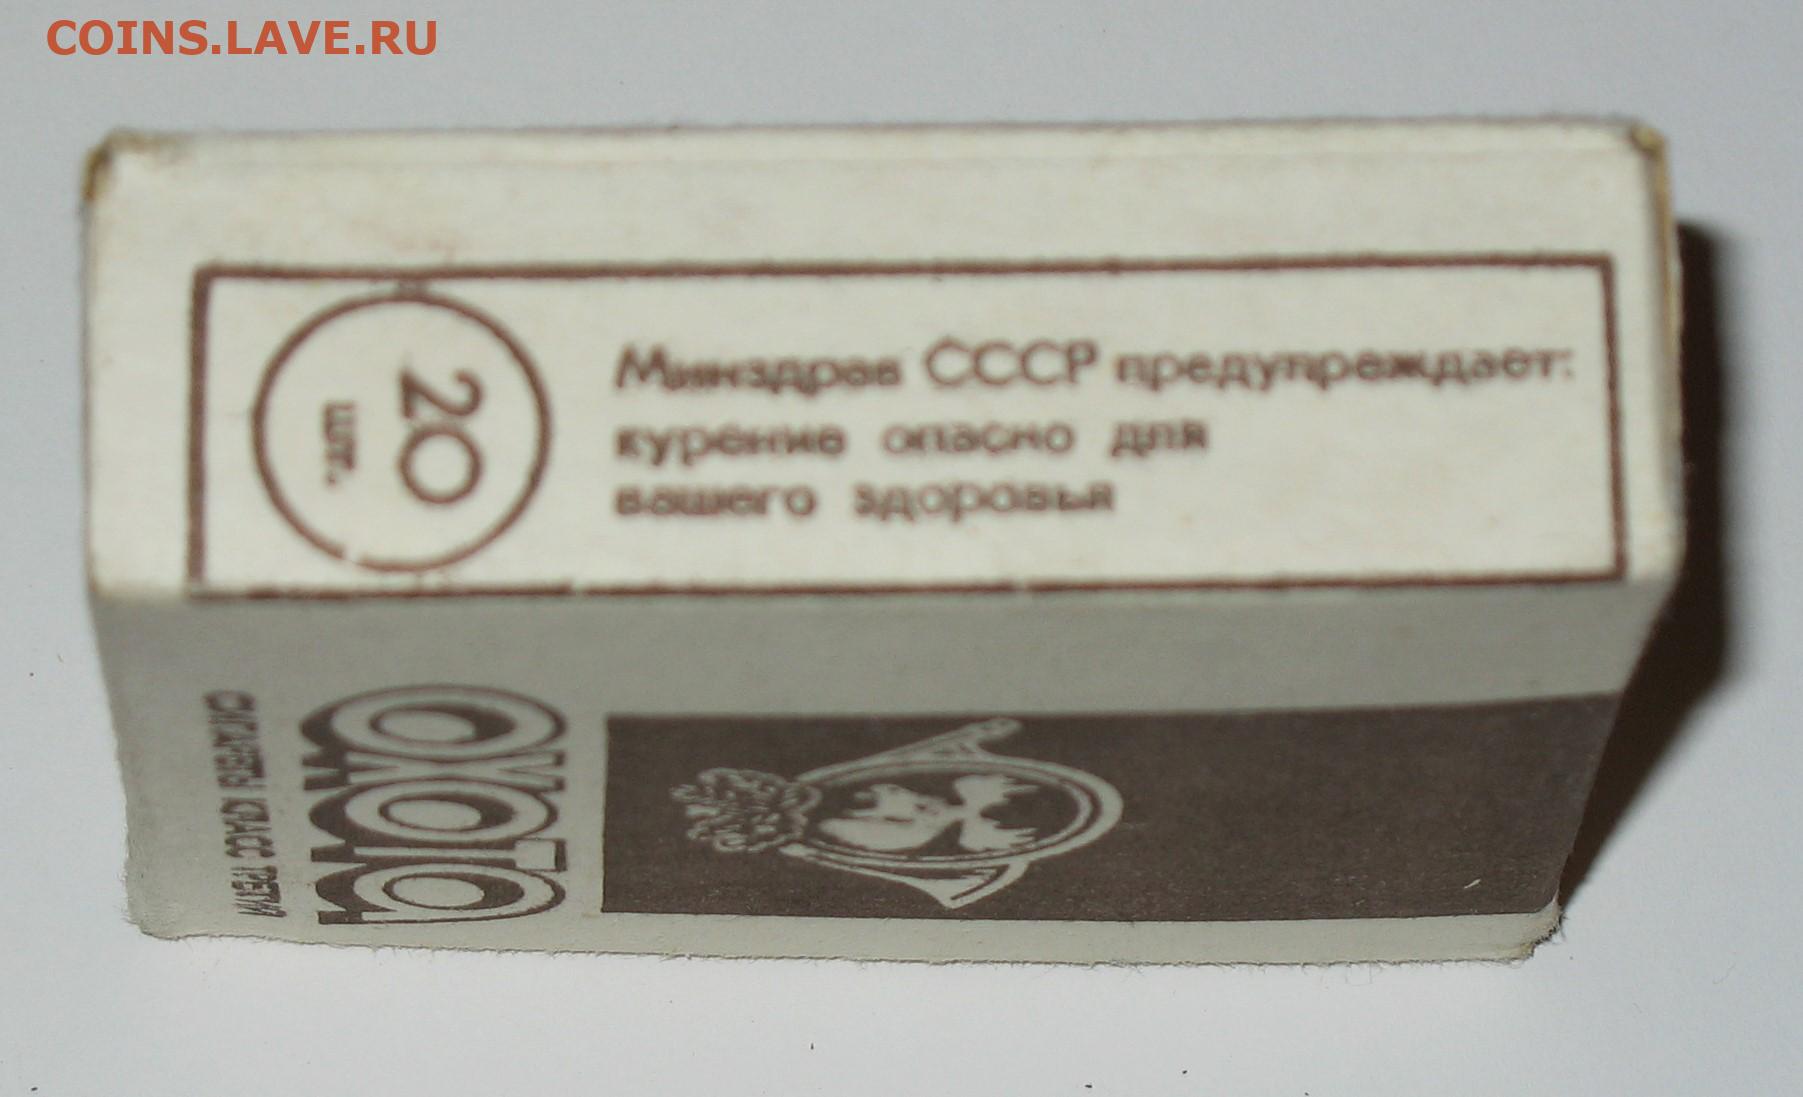 COINS.LAVE.RU
20
шт.
Минздрав СССР предупреждает:
курение опасно для
вашего здоровья
охота
СИГАРЕТЫ КЛАСС ТРЕТИЙ